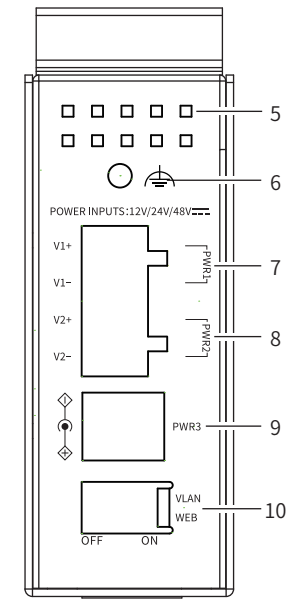 5
6
POWER INPUTS:12V/24V/48V
V1+
PWR1
7
V1−
V2+
PWR2
8
V2−
PWR3
9
VLAN
WEB
10
OFF
ON